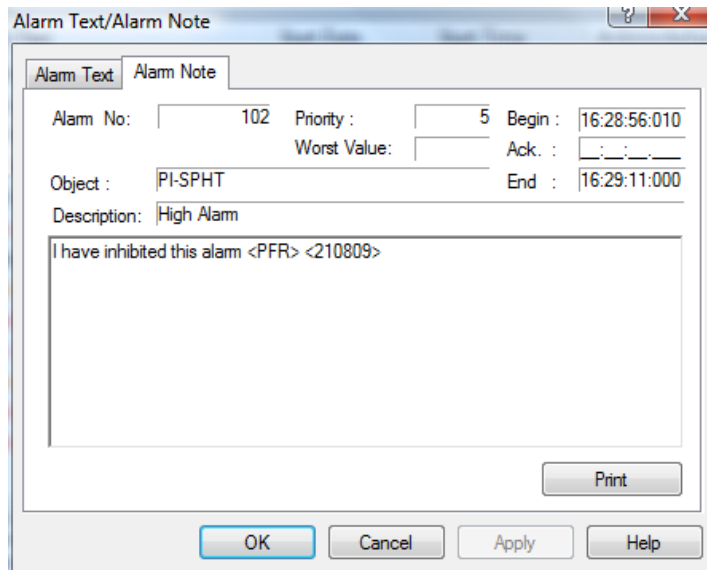 Alarm Text/Alarm Note
Alarm Text Alarm Note
Alarm No: 102 Priority : 5 Begin : 16:28:56:010
Worst Value: Ack. : __:__:__.___
Object : PI-SPHT End : 16:29:11:000
Description: High Alarm
I have inhibited this alarm <PFR> <210809>
Print
OK Cancel Apply Help